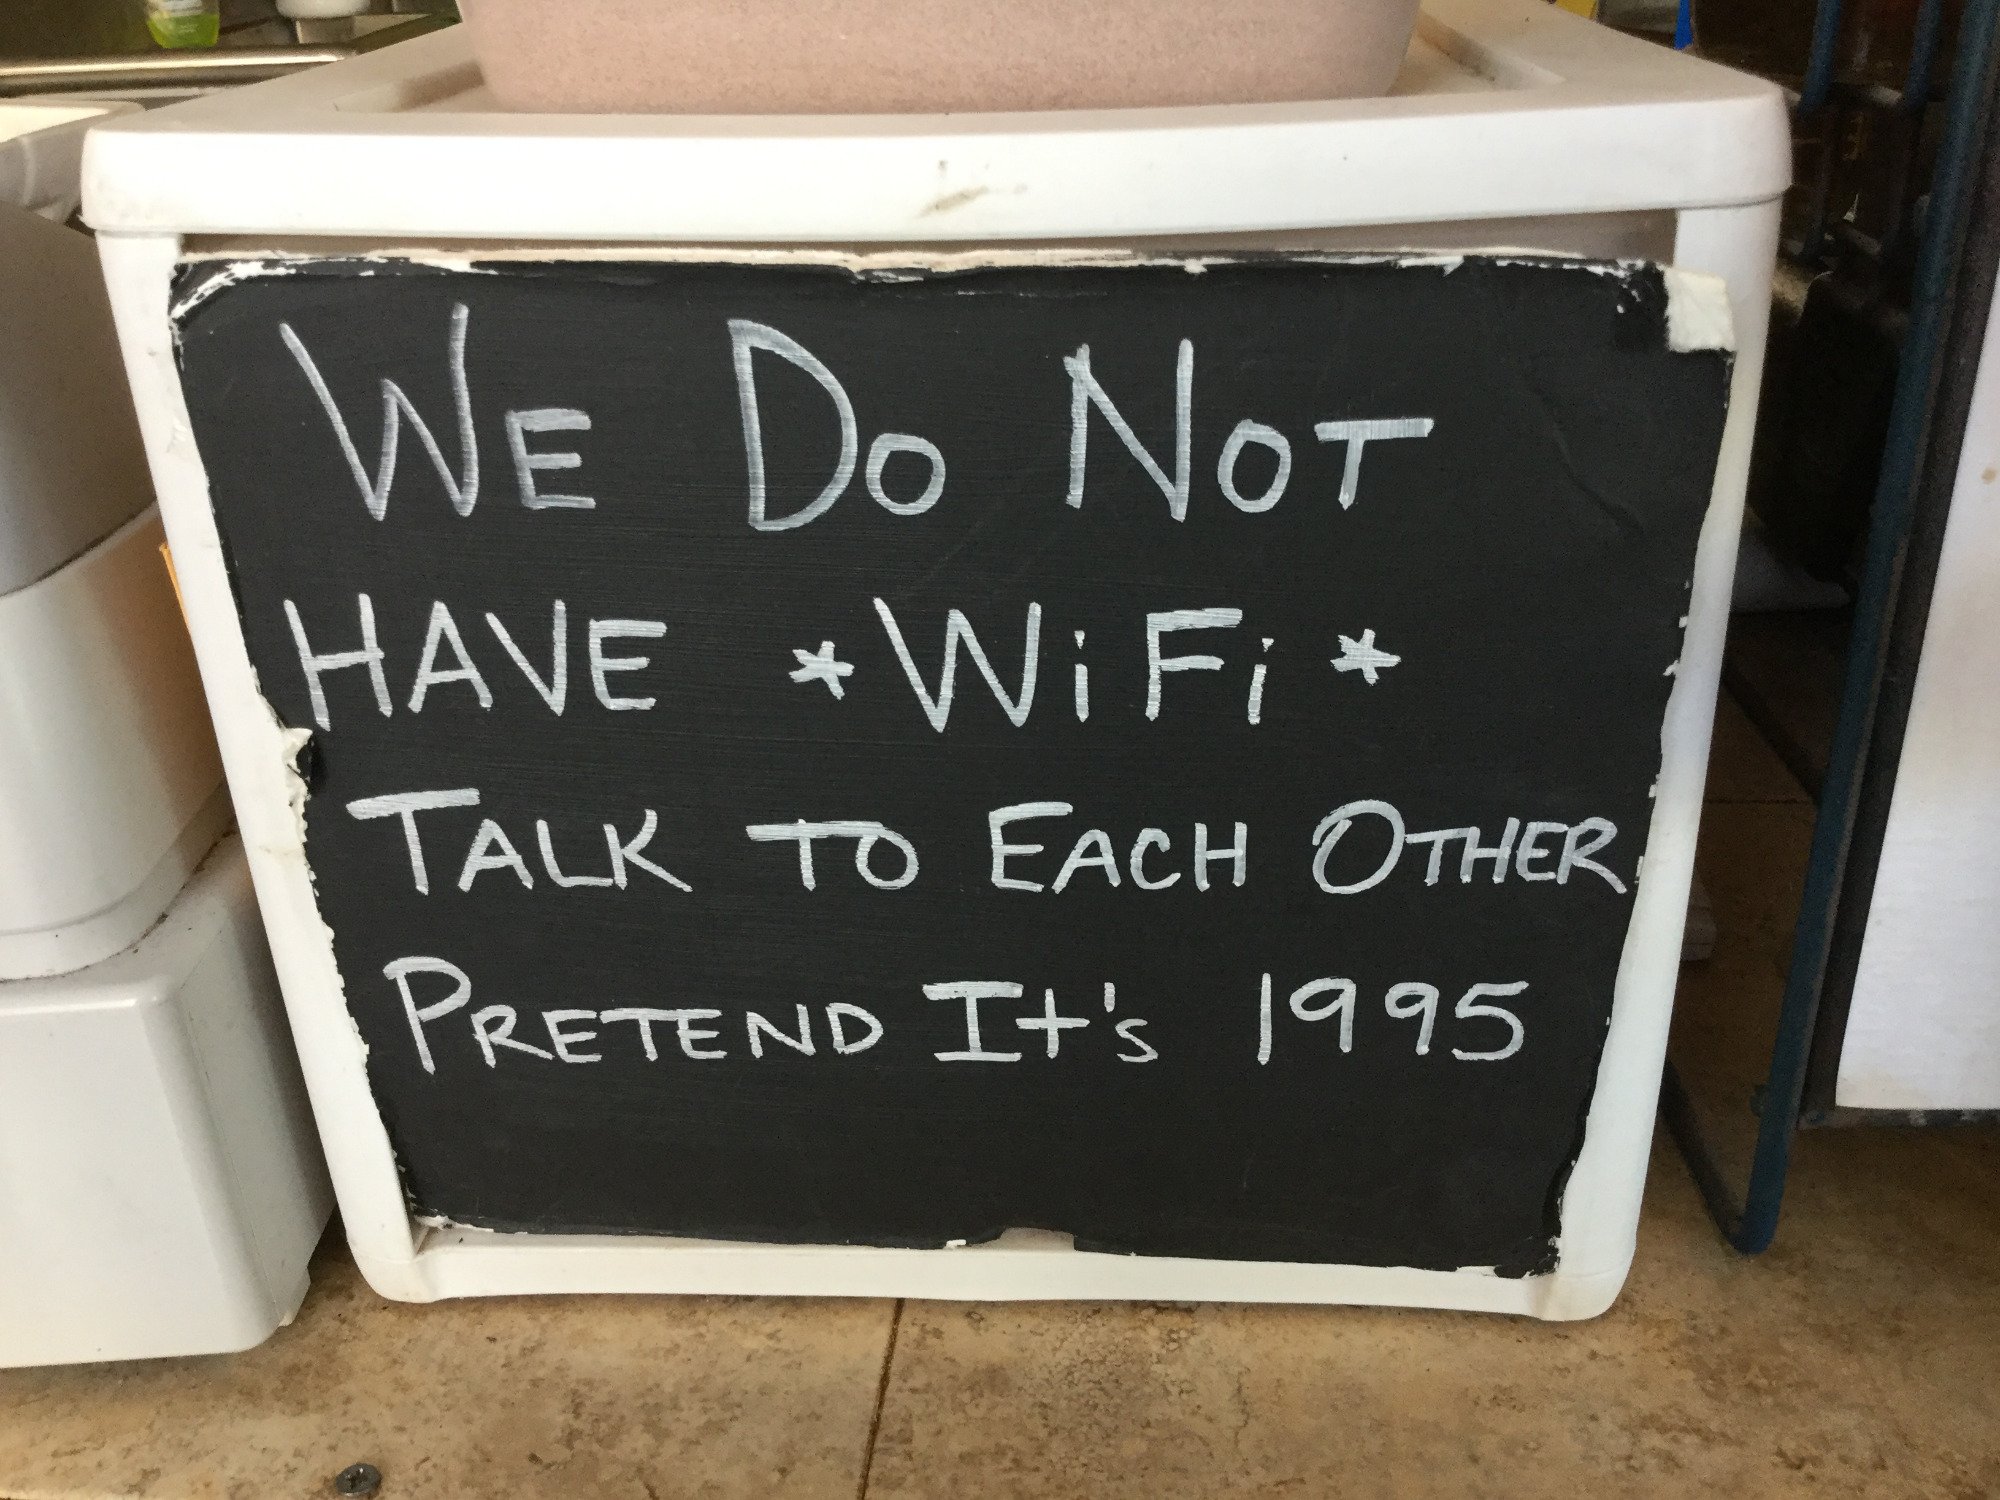 We Do Not
HAVE *WiFi*
TALK TO EACH OTHER
PRETEND It's 1995